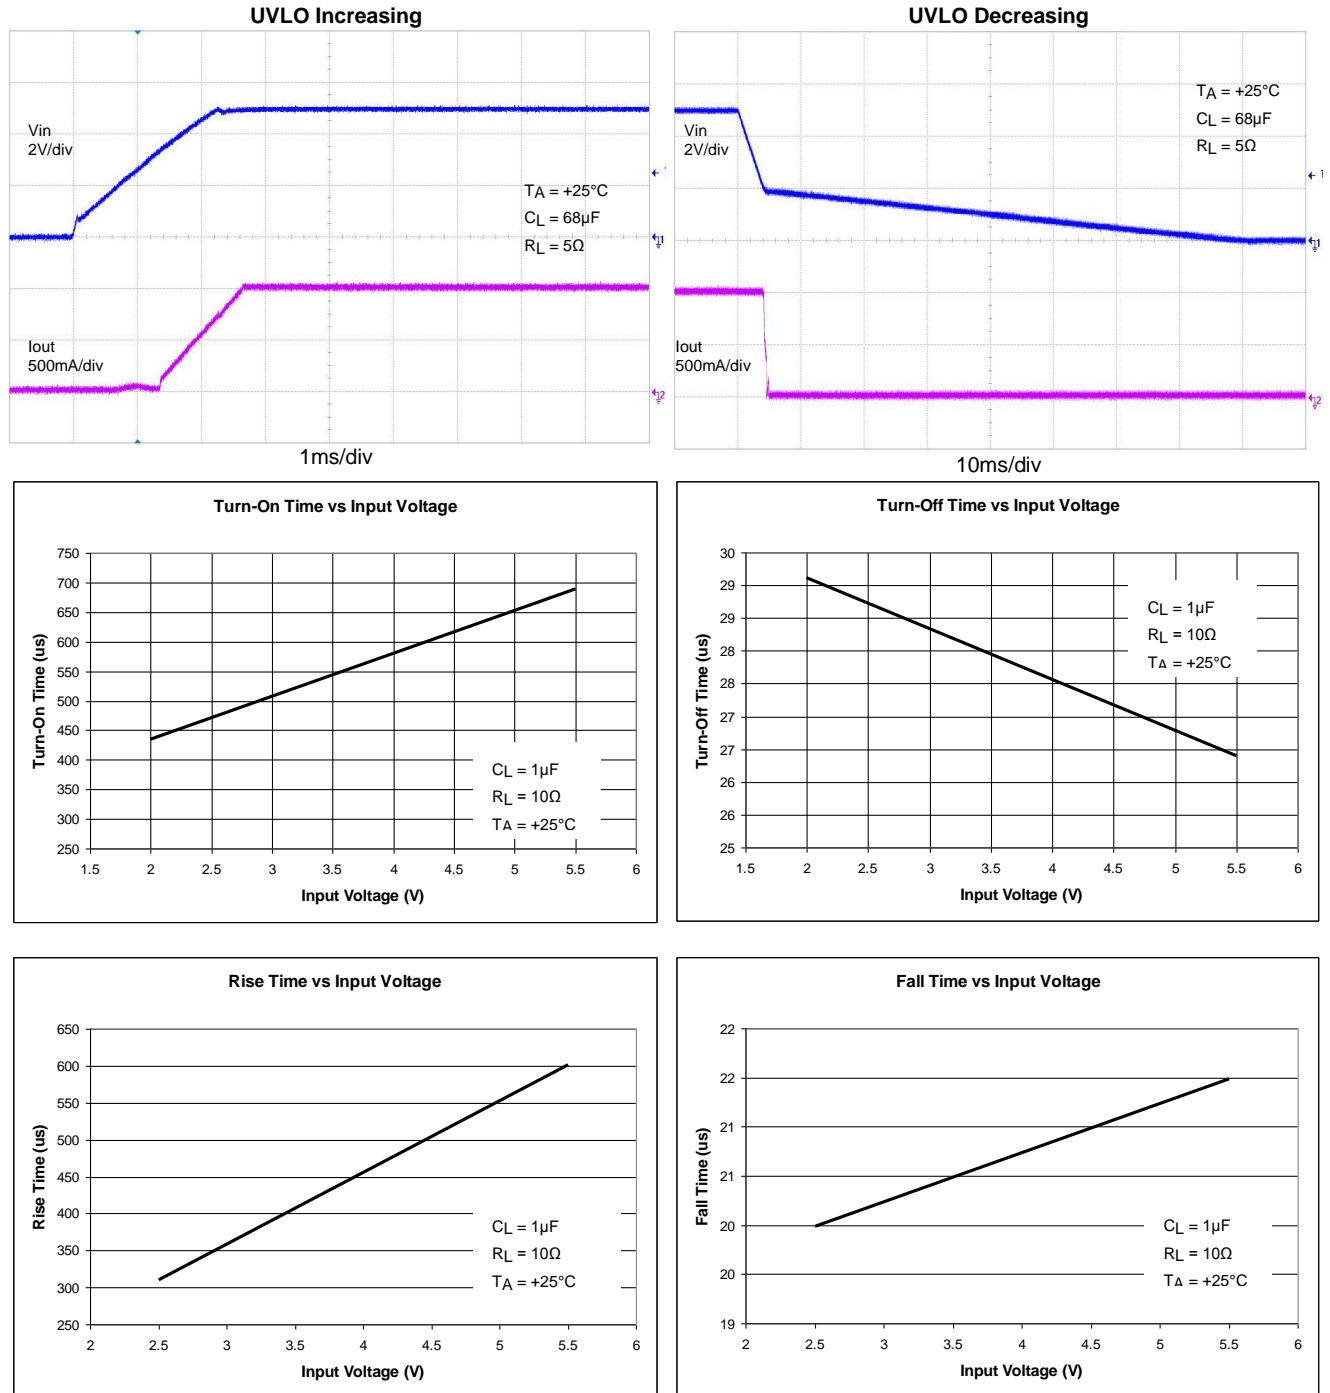 UVLO Increasing
Vin
2V/div
TA = +25°C
CL = 68µF
RL = 5Ω
1
Iout
500mA/div
2
1ms/div
UVLO Decreasing
TA = +25°C
CL = 68µF
RL = 5Ω
Vin
2V/div
1
Iout
500mA/div
2
10ms/div
Turn-On Time vs Input Voltage
Turn-On Time (us)
750
700
650
600
550
500
450
400
350
300
250
CL = 1µF
RL = 10Ω
TA = +25°C
1.5 2 2.5 3 3.5 4 4.5 5 5.5 6
Input Voltage (V)
Turn-Off Time vs Input Voltage
Turn-Off Time (us)
30
29
29
28
28
27
27
26
26
25
CL = 1µF
RL = 10Ω
TA = +25°C
1.5 2 2.5 3 3.5 4 4.5 5 5.5 6
Input Voltage (V)
Rise Time vs Input Voltage
Rise Time (us)
650
600
550
500
450
400
350
300
250
CL = 1µF
RL = 10Ω
TA = +25°C
2 2.5 3 3.5 4 4.5 5 5.5 6
Input Voltage (V)
Fall Time vs Input Voltage
Fall Time (us)
22
22
21
21
20
20
19
CL = 1µF
RL = 10Ω
TA = +25°C
2 2.5 3 3.5 4 4.5 5 5.5 6
Input Voltage (V)